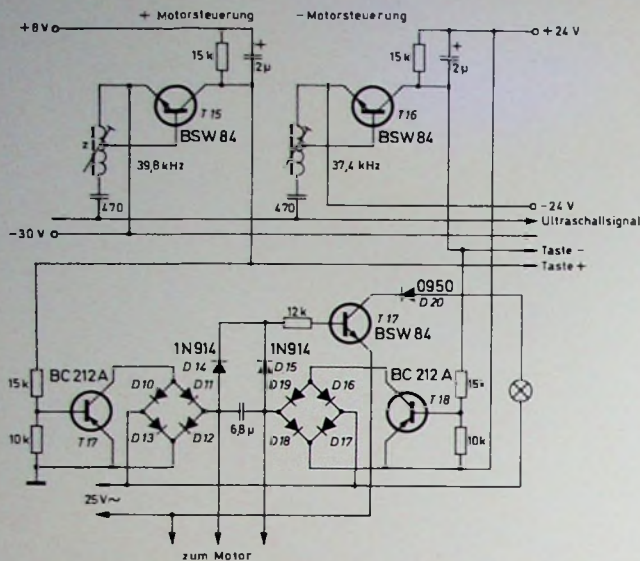 + Motorsteuerung
- Motorsteuerung
+8V
+24V
15k
+
2µ
15k
+
2µ
T15
BSW 84
T16
BSW 84
39,8 kHz
37,4 kHz
470
470
-24V
Ultraschallsignal
-30V
Taste -
Taste +
0950
D20
12k
T17
BSW 84
1N914
D14
1N914
D15
BC 212A
BC 212 A
15k
D10
D11
D19
D16
15k
T17
T18
10k
D13
D12
6,8µ
D18
D17
10k
25V~
zum Motor